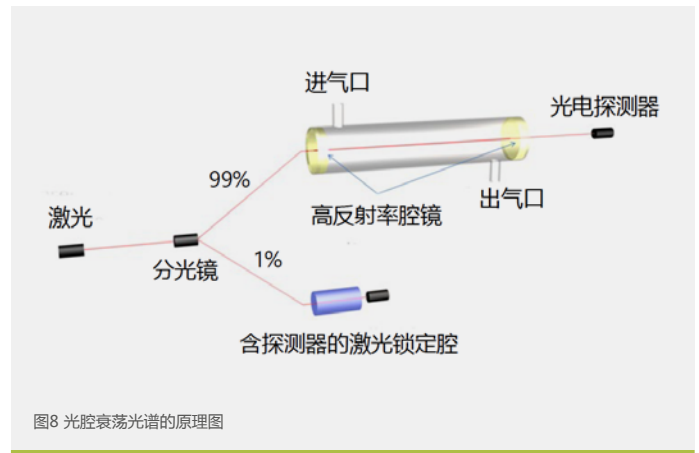 进气口
光电探测器
99%
高反射率腔镜
出气口
激光
分光镜
1%
含探测器的激光锁定腔
图8 光腔衰荡光谱的原理图